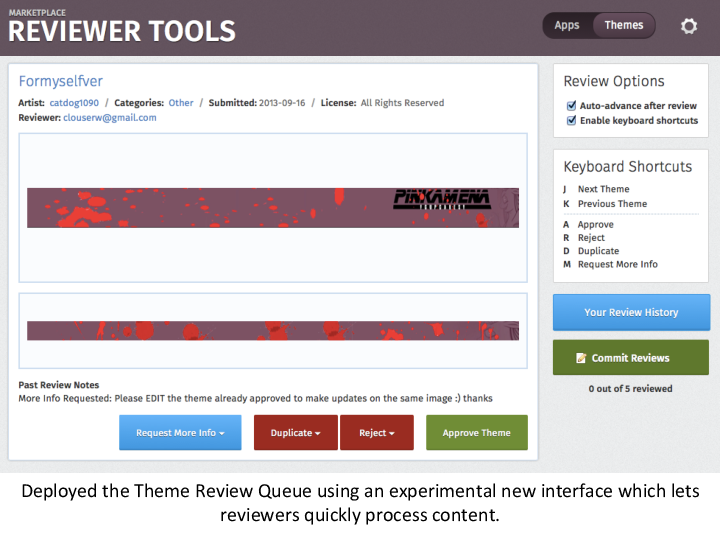 MARKETPLACE
REVIEWER TOOLS
Apps
Themes
Formyselfver
Artist: catdog1090 / Categories: Other / Submitted: 2013-09-16 / License: All Rights Reserved
Reviewer: clouserw@gmail.com
PINKAMENA
Past Review Notes
More Info Requested: Please EDIT the theme already approved to make updates on the same image :) thanks
Request More Info
Duplicate
Reject
Approve Theme
Review Options
Auto-advance after review
Enable keyboard shortcuts
Keyboard Shortcuts
J Next Theme
K Previous Theme
A Approve
R Reject
D Duplicate
M Request More Info
Your Review History
Commit Reviews
0 out of 5 reviewed
Deployed the Theme Review Queue using an experimental new interface which lets
reviewers quickly process content.